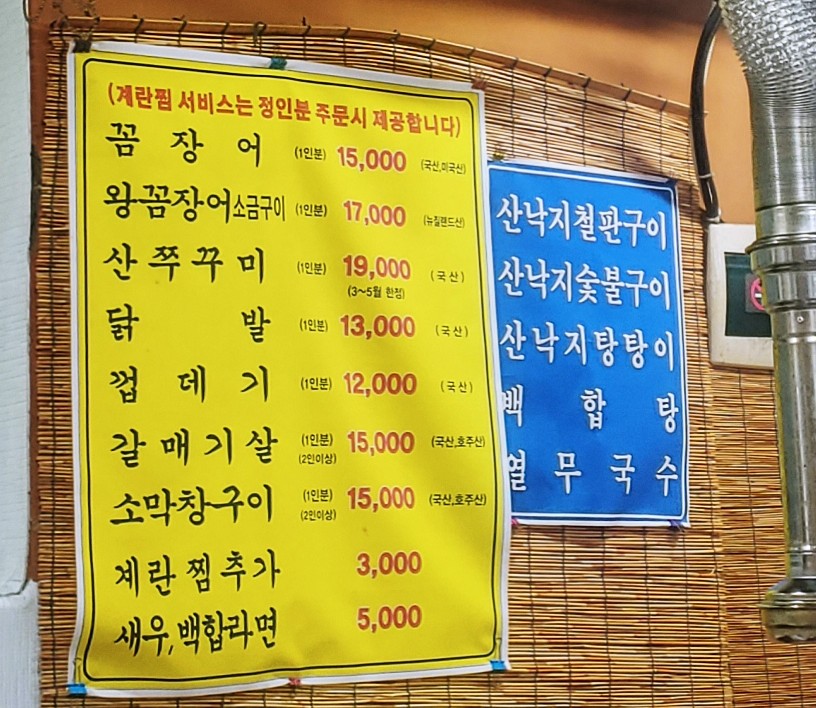 (계란찜 서비스는 정인분 주문시 제공합니다)
꼼장어 (1인분) 15,000 (국산,미국산)
왕꼼장어소금구이 (1인분) 17,000 (뉴질랜드산)
산쭈꾸미 (1인분) 19,000 (국산)
(3~5월 한정)
닭발 (1인분) 13,000 (국산)
껍데기 (1인분) 12,000 (국산)
갈매기살 (1인분) 15,000 (국산,호주산)
(2인이상)
소막창구이 (1인분) 15,000 (국산,호주산)
(2인이상)
계란찜추가 3,000
새우,백합라면 5,000
산낙지철판구이
산낙지숯불구이
산낙지탕탕이
백합탕
열무국수